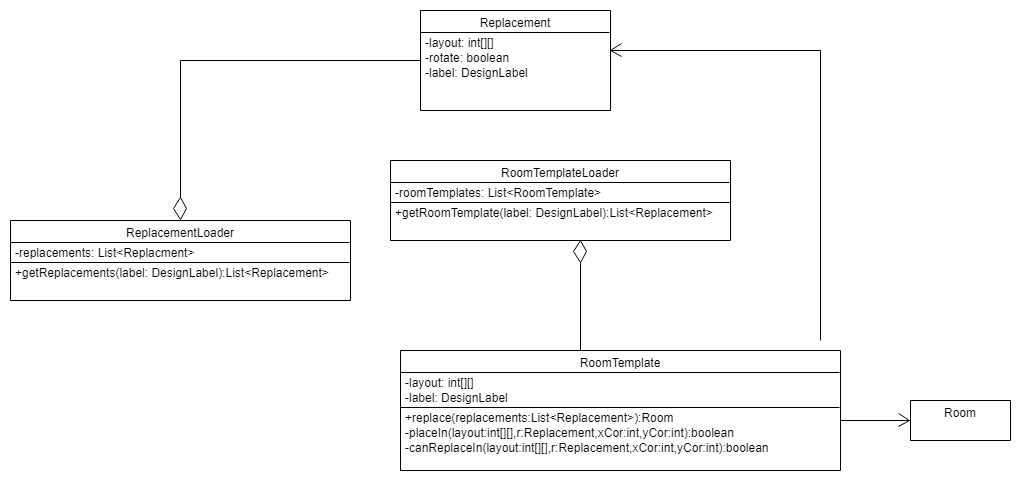 Replacement
-layout: int[][]
-rotate: boolean
-label: DesignLabel
RoomTemplateLoader
-roomTemplates: List<RoomTemplate>
+getRoomTemplate(label: DesignLabel):List<Replacement>
ReplacementLoader
-replacements: List<Replacment>
+getReplacements(label: DesignLabel):List<Replacement>
RoomTemplate
-layout: int[][]
-label: DesignLabel
+replace(replacements:List<Replacement>):Room
-placeIn(layout:int[][],r:Replacement,xCor:int,yCor:int):boolean
-canReplaceIn(layout:int[][],r:Replacement,xCor:int,yCor:int):boolean
Room